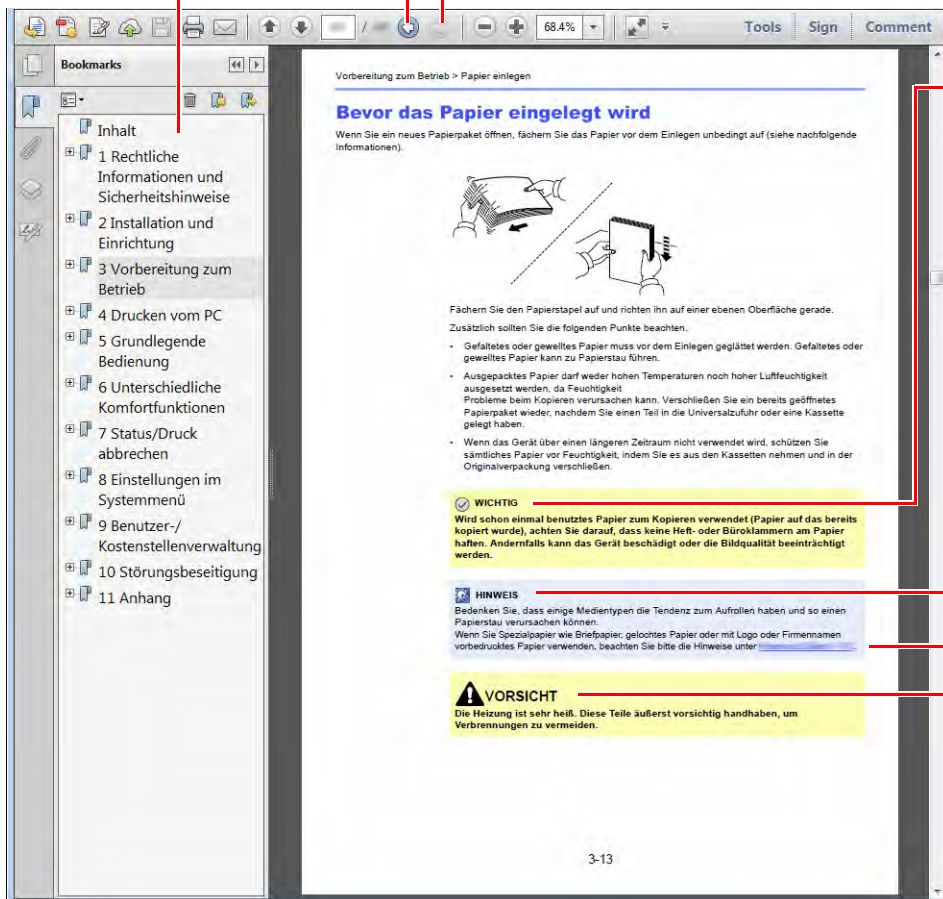 /
68.4%
Tools
Sign
Comment
Bookmarks
Inhalt
1 Rechtliche
Informationen und
Sicherheitshinweise
2 Installation und
Einrichtung
3 Vorbereitung zum
Betrieb
4 Drucken vom PC
5 Grundlegende
Bedienung
6 Unterschiedliche
Komfortfunktionen
7 Status/Druck
abbrechen
8 Einstellungen im
Systemmenü
9 Benutzer-/
Kostenstellenverwaltung
10 Störungsbeseitigung
11 Anhang
Vorbereitung zum Betrieb > Papier einlegen
Bevor das Papier eingelegt wird
Wenn Sie ein neues Papierpaket öffnen, fächern Sie das Papier vor dem Einlegen unbedingt auf (siehe nachfolgende
Informationen).
Fächern Sie den Papierstapel auf und richten ihn auf einer ebenen Oberfläche gerade.
Zusätzlich sollten Sie die folgenden Punkte beachten.
• Gefaltetes oder gewelltes Papier muss vor dem Einlegen geglättet werden. Gefaltetes oder
gewelltes Papier kann zu Papierstau führen.
• Ausgepacktes Papier darf weder hohen Temperaturen noch hoher Luftfeuchtigkeit
ausgesetzt werden, da Feuchtigkeit
Probleme beim Kopieren verursachen kann. Verschließen Sie ein bereits geöffnetes
Papierpaket wieder, nachdem Sie einen Teil in die Universalzufuhr oder eine Kassette
gelegt haben.
• Wenn das Gerät über einen längeren Zeitraum nicht verwendet wird, schützen Sie
sämtliches Papier vor Feuchtigkeit, indem Sie es aus den Kassetten nehmen und in der
Originalverpackung verschließen.
WICHTIG
Wird schon einmal benutztes Papier zum Kopieren verwendet (Papier auf das bereits
kopiert wurde), achten Sie darauf, dass keine Heft- oder Büroklammern am Papier
haften. Andernfalls kann das Gerät beschädigt oder die Bildqualität beeinträchtigt
werden.
HINWEIS
Bedenken Sie, dass einige Medientypen die Tendenz zum Aufrollen haben und so einen
Papierstau verursachen können.
Wenn Sie Spezialpapier wie Briefpapier, gelochtes Papier oder mit Logo oder Firmennamen
vorbedrucktes Papier verwenden, beachten Sie bitte die Hinweise unter
VORSICHT
Die Heizung ist sehr heiß. Diese Teile äußerst vorsichtig handhaben, um
Verbrennungen zu vermeiden.
3-13